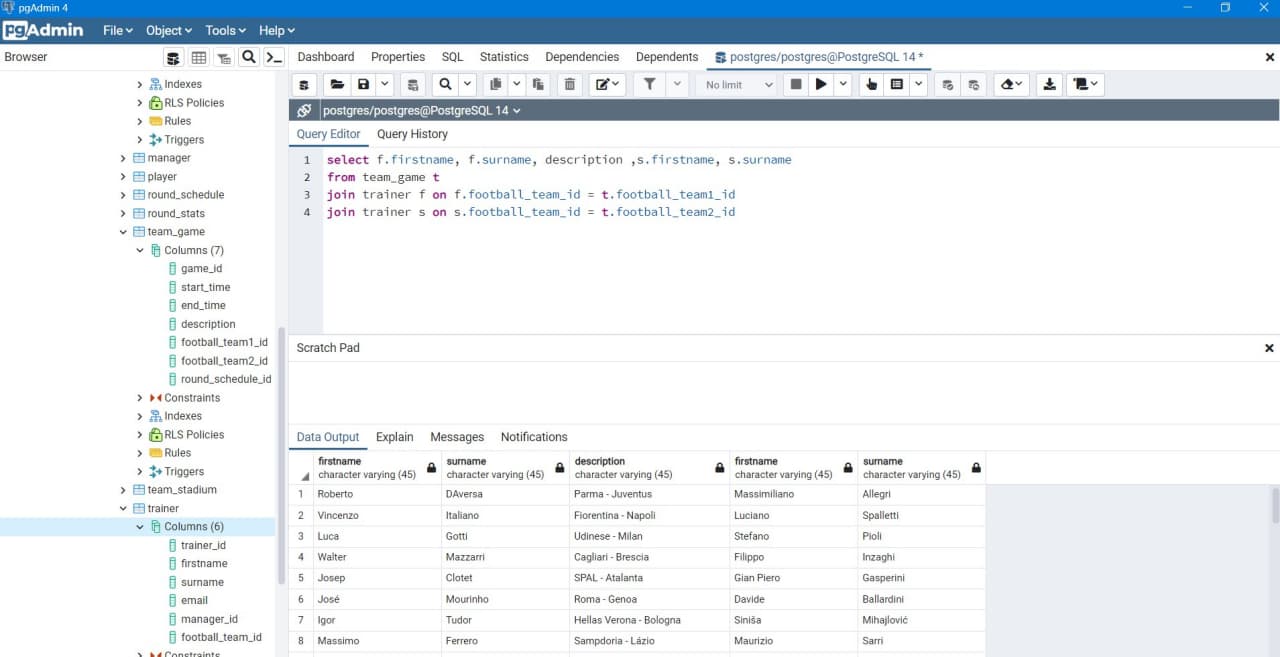 pgAdmin 4
pgAdmin File Object Tools Help
Browser
Dashboard Properties SQL Statistics Dependencies Dependents postgres/postgres@PostgreSQL 14 *
No limit
postgres/postgres@PostgreSQL 14
Query Editor Query History
1 select f.firstname, f.surname, description ,s.firstname, s.surname
2 from team_game t
3 join trainer f on f.football_team_id = t.football_team1_id
4 join trainer s on s.football_team_id = t.football_team2_id
Indexes
RLS Policies
Rules
Triggers
manager
player
round_schedule
round_stats
team_game
Columns (7)
game_id
start_time
end_time
description
football_team1_id
football_team2_id
round_schedule_id
Constraints
Indexes
RLS Policies
Rules
Triggers
team_stadium
trainer
Columns (6)
trainer_id
firstname
surname
email
manager_id
football_team_id
Constraints
Scratch Pad
Data Output Explain Messages Notifications
firstname surname description firstname surname
character varying (45) character varying (45) character varying (45) character varying (45) character varying (45)
1 Roberto DAversa Parma - Juventus Massimiliano Allegri
2 Vincenzo Italiano Fiorentina - Napoli Luciano Spalletti
3 Luca Gotti Udinese - Milan Stefano Pioli
4 Walter Mazzarri Cagliari - Brescia Filippo Inzaghi
5 Josep Clotet SPAL - Atalanta Gian Piero Gasperini
6 José Mourinho Roma - Genoa Davide Ballardini
7 Igor Tudor Hellas Verona - Bologna Siniša Mihajlović
8 Massimo Ferrero Sampdoria - Lázio Maurizio Sarri